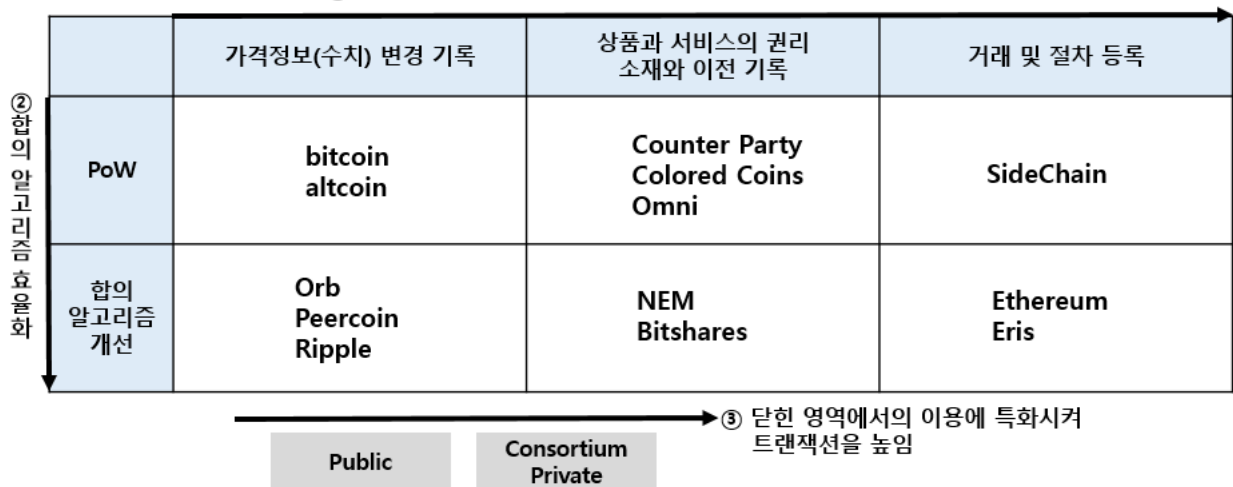 가격정보(수치) 변경 기록
상품과 서비스의 권리
소재와 이전 기록
거래 및 절차 등록
②합의 알고리즘 효율화
PoW
bitcoin
altcoin
Counter Party
Colored Coins
Omni
SideChain
합의
알고리즘
개선
Orb
Peercoin
Ripple
NEM
Bitshares
Ethereum
Eris
③ 닫힌 영역에서의 이용에 특화시켜
트랜잭션을 높임
Public
Consortium
Private